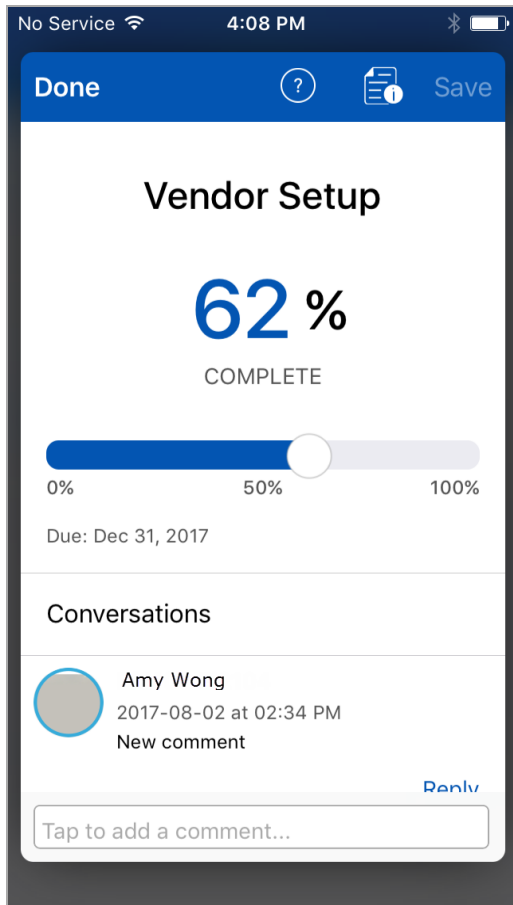 No Service 4:08 PM
Done ? i Save
Vendor Setup
62 %
COMPLETE
0% 50% 100%
Due: Dec 31, 2017
Conversations
Amy Wong
2017-08-02 at 02:34 PM
New comment
Reply
Tap to add a comment...